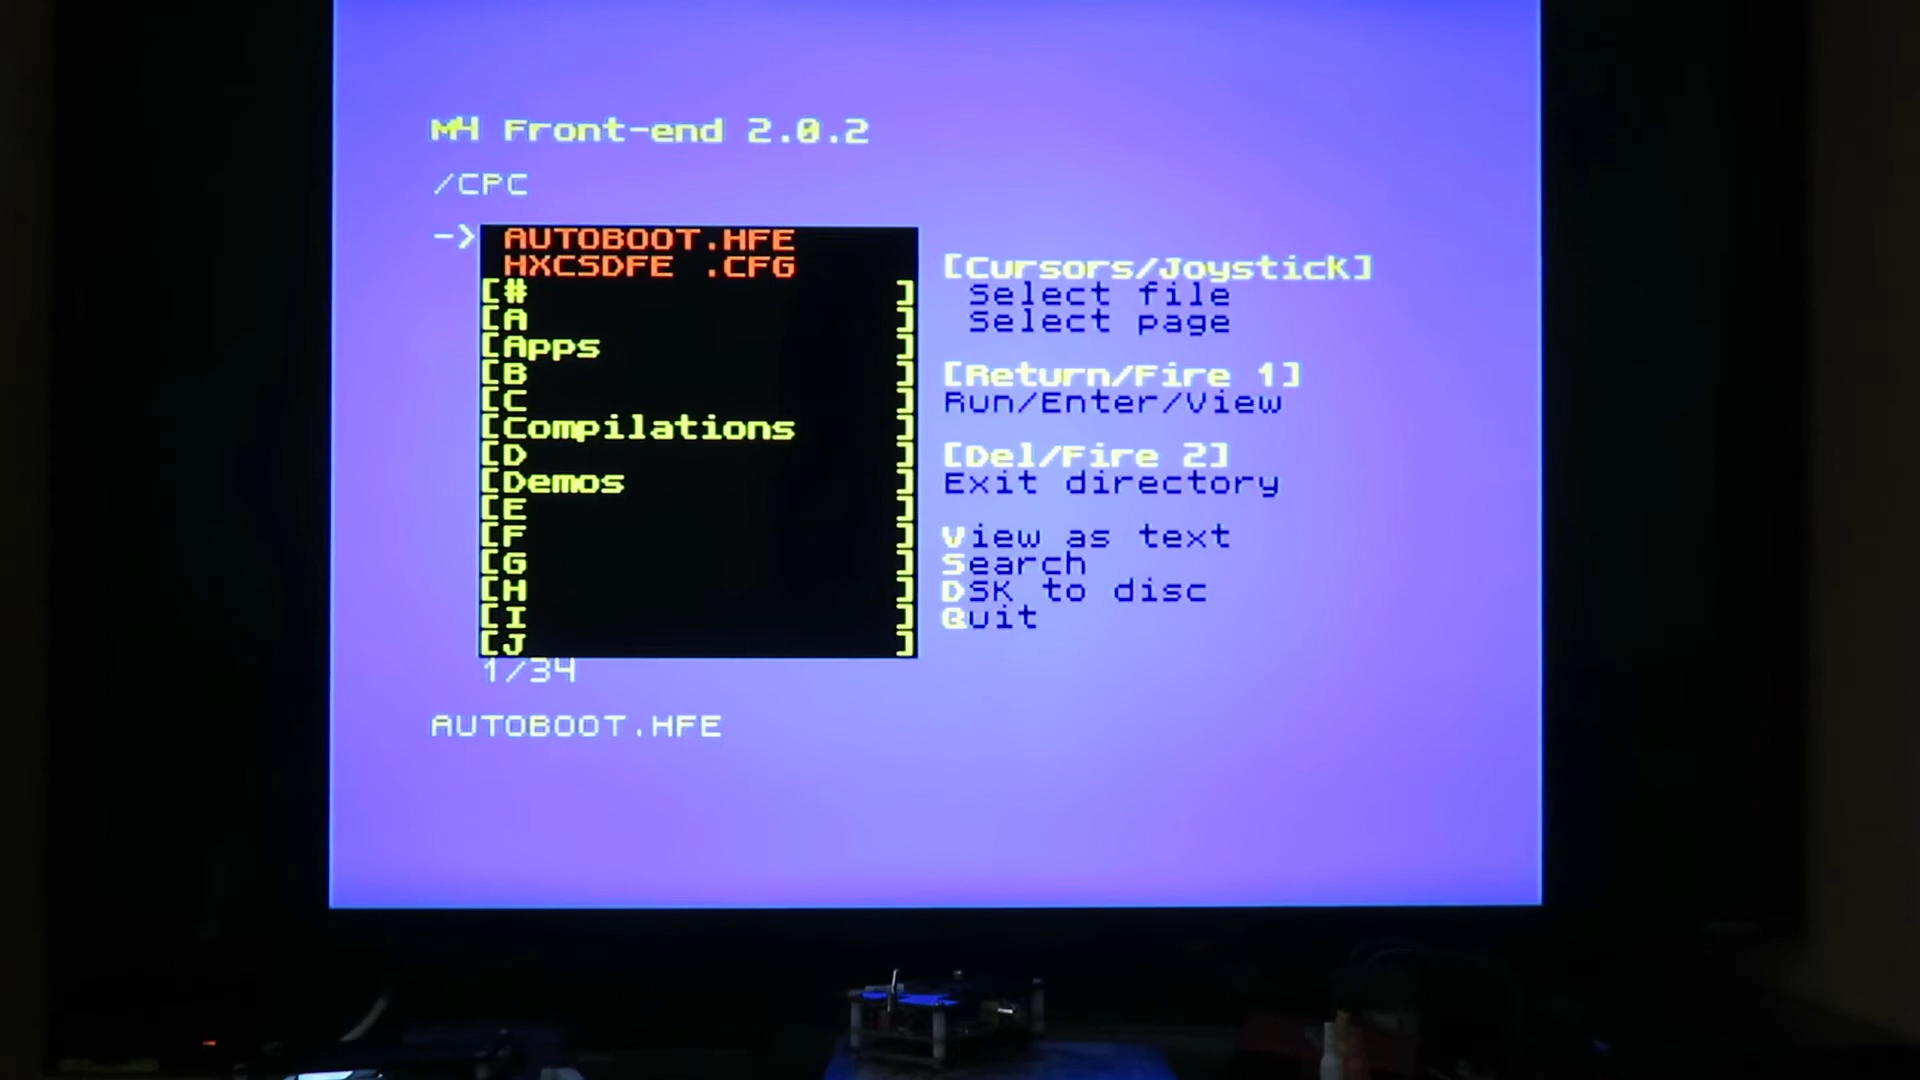 M4 Front-end 2.0.2
/CPC
-> AUTOBOOT.HFE
HXCSDFE .CFG
[# ]
[A ]
[Apps ]
[B ]
[C ]
[Compilations ]
[D ]
[Demos ]
[E ]
[F ]
[G ]
[H ]
[I ]
[J ]
1/34
AUTOBOOT.HFE
[Cursors/Joystick]
Select file
Select page
[Return/Fire 1]
Run/Enter/View
[Del/Fire 2]
Exit directory
View as text
Search
DSK to disc
Quit